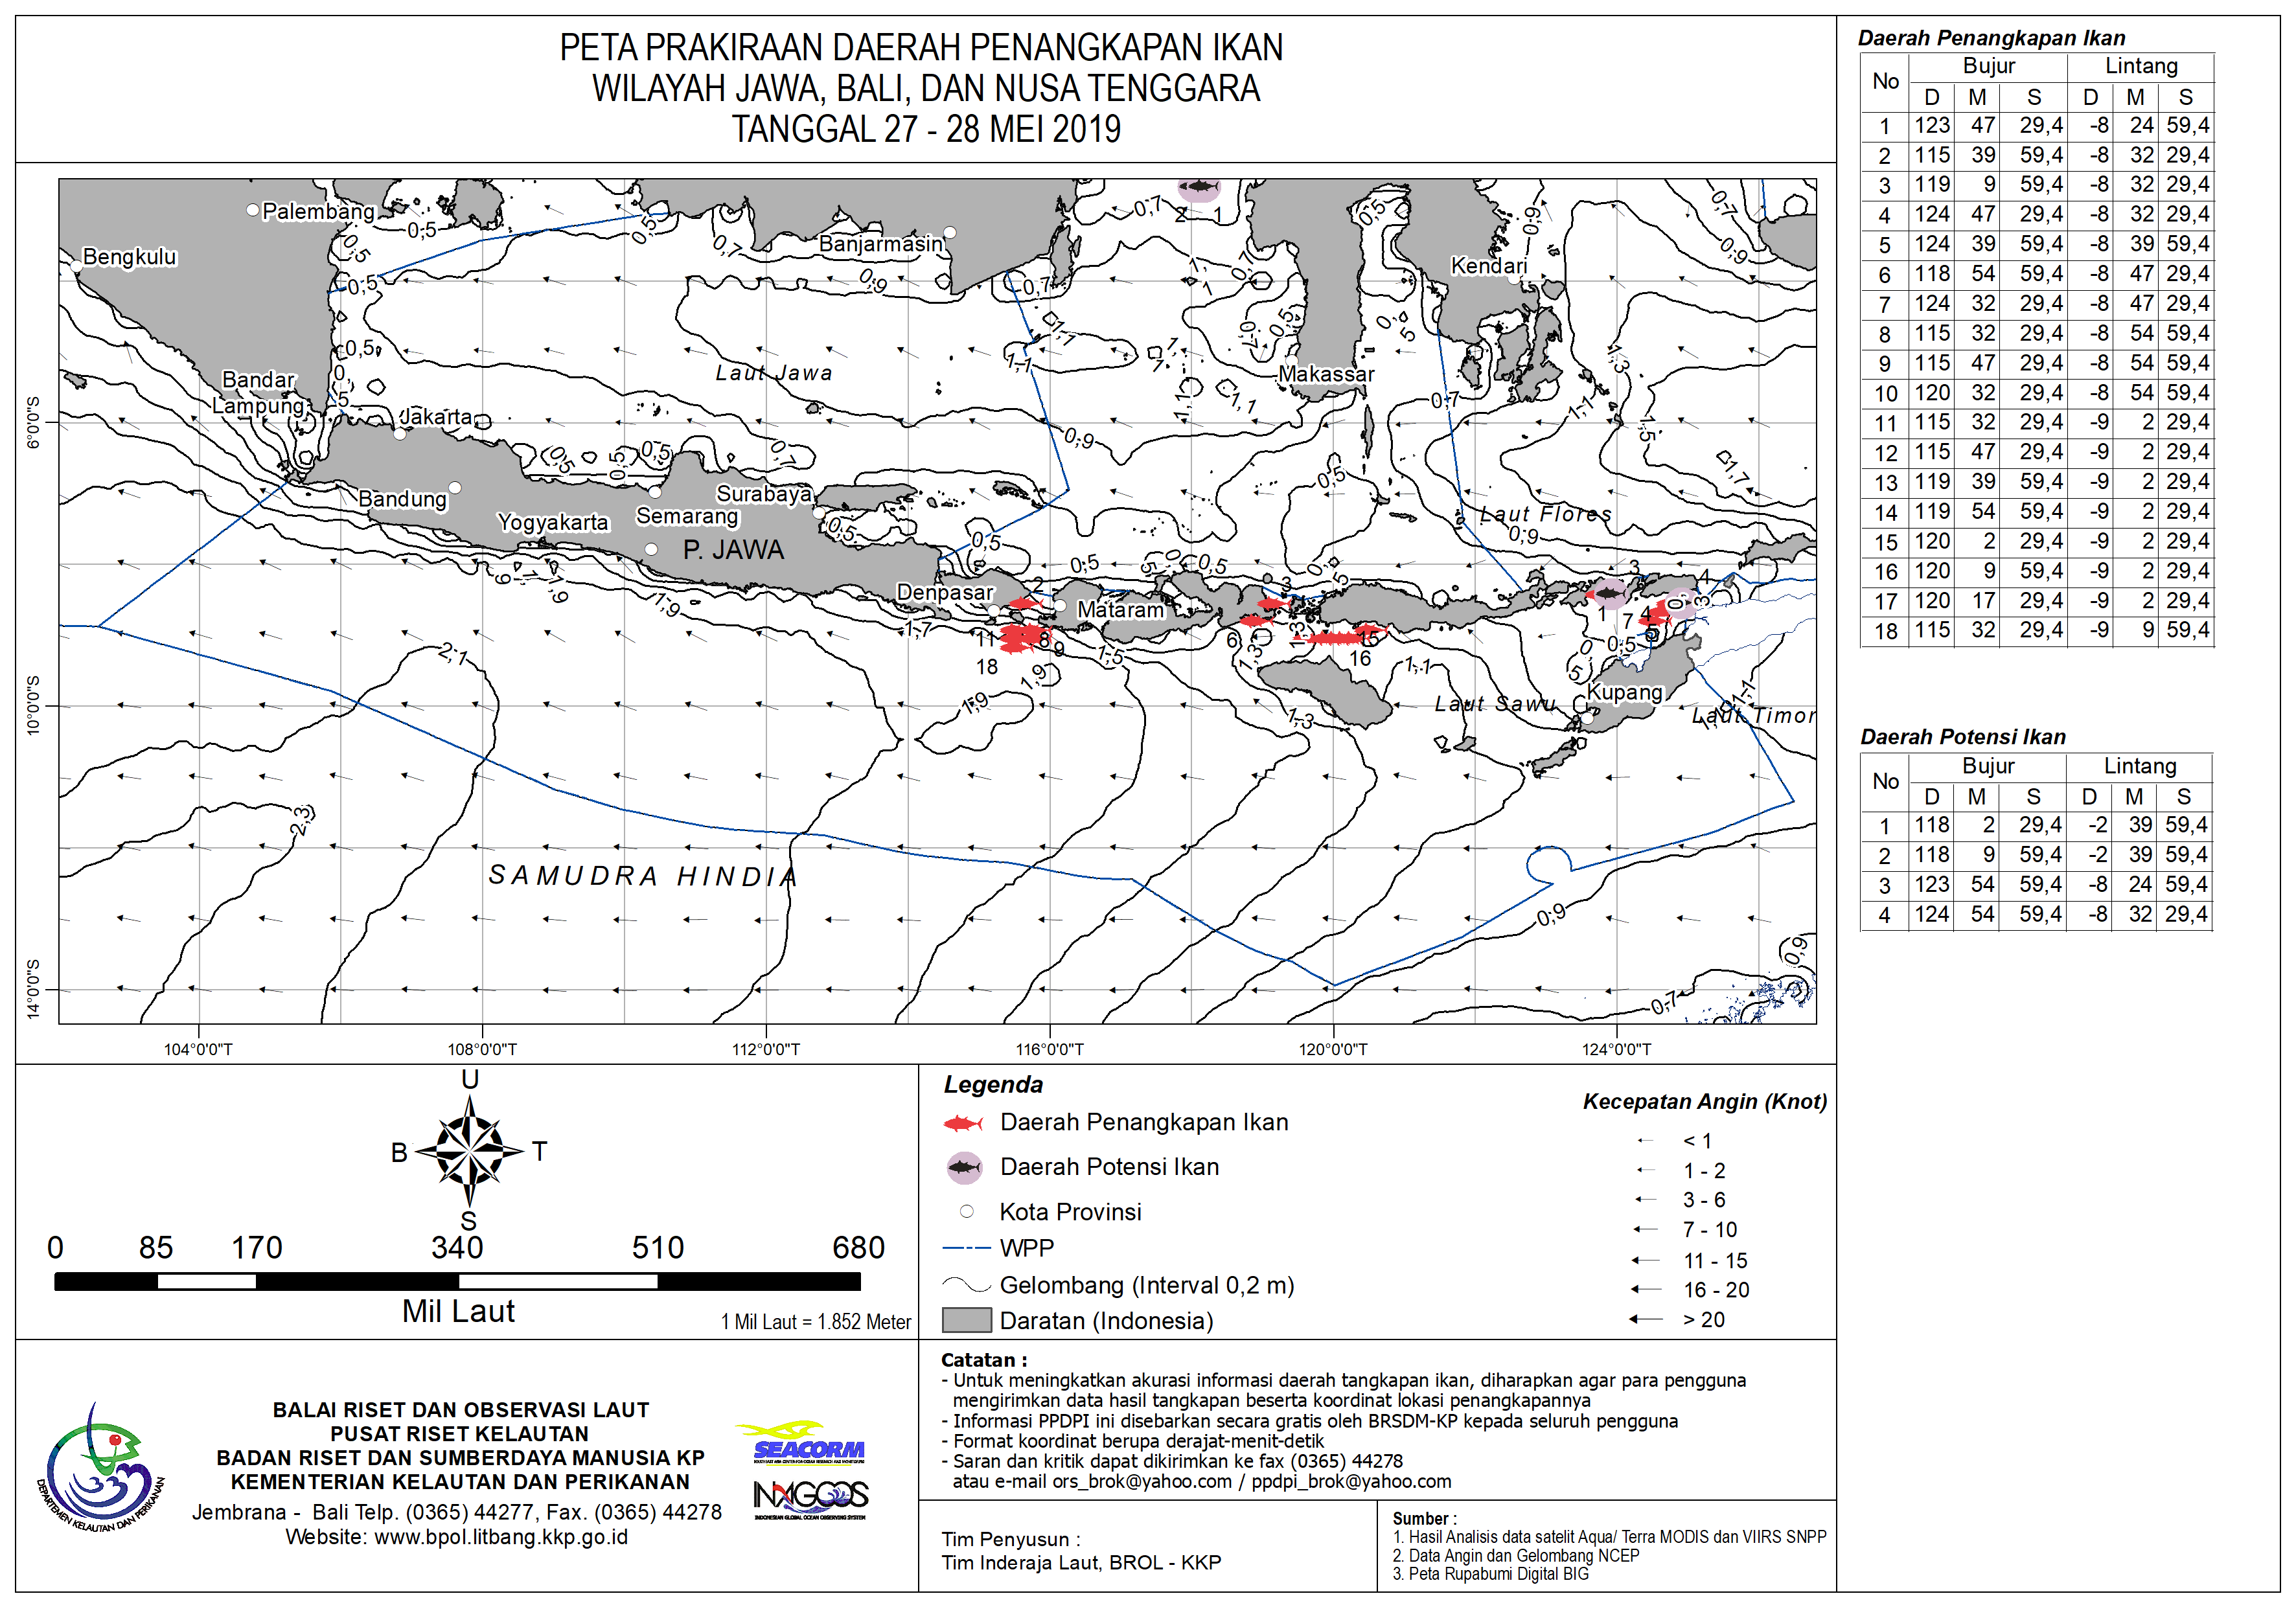 PETA PRAKIRAAN DAERAH PENANGKAPAN IKAN
WILAYAH JAWA, BALI, DAN NUSA TENGGARA
TANGGAL 27 - 28 MEI 2019
Palembang
Bengkulu
Banjarmasin
Kendari
Bandar
Lampung
Jakarta
Laut Jawa
Makassar
Bandung
Surabaya
Yogyakarta
Semarang
P. JAWA
Laut Flores
Denpasar
Mataram
Kupang
Laut Sawu
Laut Timor
SAMUDRA HINDIA
6°0'0"S
10°0'0"S
14°0'0"S
104°0'0"T
108°0'0"T
112°0'0"T
116°0'0"T
120°0'0"T
124°0'0"T
Daerah Penangkapan Ikan
No Bujur Lintang
D M S D M S
1 123 47 29,4 -8 24 59,4
2 115 39 59,4 -8 32 29,4
3 119 9 59,4 -8 32 29,4
4 124 47 29,4 -8 32 29,4
5 124 39 59,4 -8 39 59,4
6 118 54 59,4 -8 47 29,4
7 124 32 29,4 -8 47 29,4
8 115 32 29,4 -8 54 59,4
9 115 47 29,4 -8 54 59,4
10 120 32 29,4 -8 54 59,4
11 115 32 29,4 -9 2 29,4
12 115 47 29,4 -9 2 29,4
13 119 39 59,4 -9 2 29,4
14 119 54 59,4 -9 2 29,4
15 120 2 29,4 -9 2 29,4
16 120 9 59,4 -9 2 29,4
17 120 17 29,4 -9 2 29,4
18 115 32 29,4 -9 9 59,4
Daerah Potensi Ikan
No Bujur Lintang
D M S D M S
1 118 2 29,4 -2 39 59,4
2 118 9 59,4 -2 39 59,4
3 123 54 59,4 -8 24 59,4
4 124 54 59,4 -8 32 29,4
U
B T
S
0 85 170 340 510 680
Mil Laut
1 Mil Laut = 1.852 Meter
Legenda
Daerah Penangkapan Ikan
Daerah Potensi Ikan
Kota Provinsi
WPP
Gelombang (Interval 0,2 m)
Daratan (Indonesia)
Kecepatan Angin (Knot)
< 1
1 - 2
3 - 6
7 - 10
11 - 15
16 - 20
> 20
DEPARTEMEN KELAUTAN DAN PERIKANAN
BALAI RISET DAN OBSERVASI LAUT
PUSAT RISET KELAUTAN
BADAN RISET DAN SUMBERDAYA MANUSIA KP
KEMENTERIAN KELAUTAN DAN PERIKANAN
Jembrana - Bali Telp. (0365) 44277, Fax. (0365) 44278
Website: www.bpol.litbang.kkp.go.id
SEACORM
INAGOOS
INDONESIAN GLOBAL OCEAN OBSERVING SYSTEM
Catatan :
- Untuk meningkatkan akurasi informasi daerah tangkapan ikan, diharapkan agar para pengguna
mengirimkan data hasil tangkapan beserta koordinat lokasi penangkapannya
- Informasi PPDPI ini disebarkan secara gratis oleh BRSDM-KP kepada seluruh pengguna
- Format koordinat berupa derajat-menit-detik
- Saran dan kritik dapat dikirimkan ke fax (0365) 44278
atau e-mail ors_brok@yahoo.com / ppdpi_brok@yahoo.com
Tim Penyusun :
Tim Inderaja Laut, BROL - KKP
Sumber :
1. Hasil Analisis data satelit Aqua/ Terra MODIS dan VIIRS SNPP
2. Data Angin dan Gelombang NCEP
3. Peta Rupabumi Digital BIG